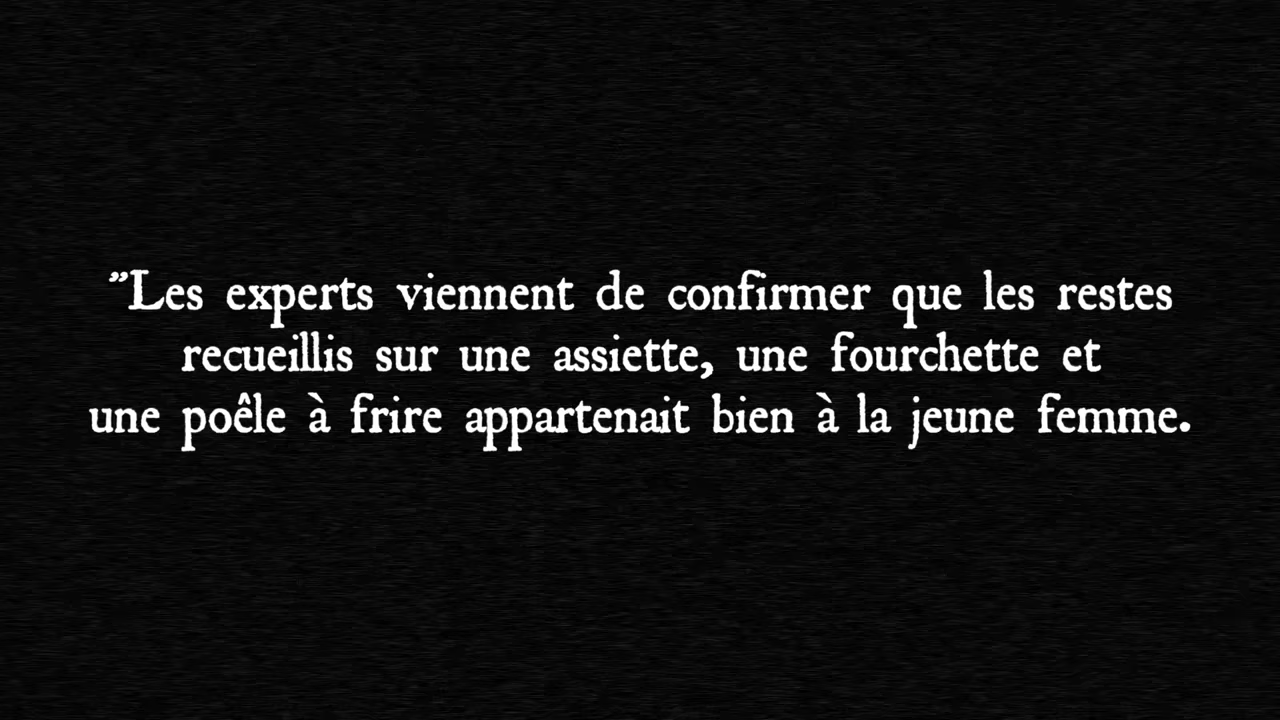 "Les experts viennent de confirmer que les restes
recueillis sur une assiette, une fourchette et
une poêle à frire appartenait bien à la jeune femme.